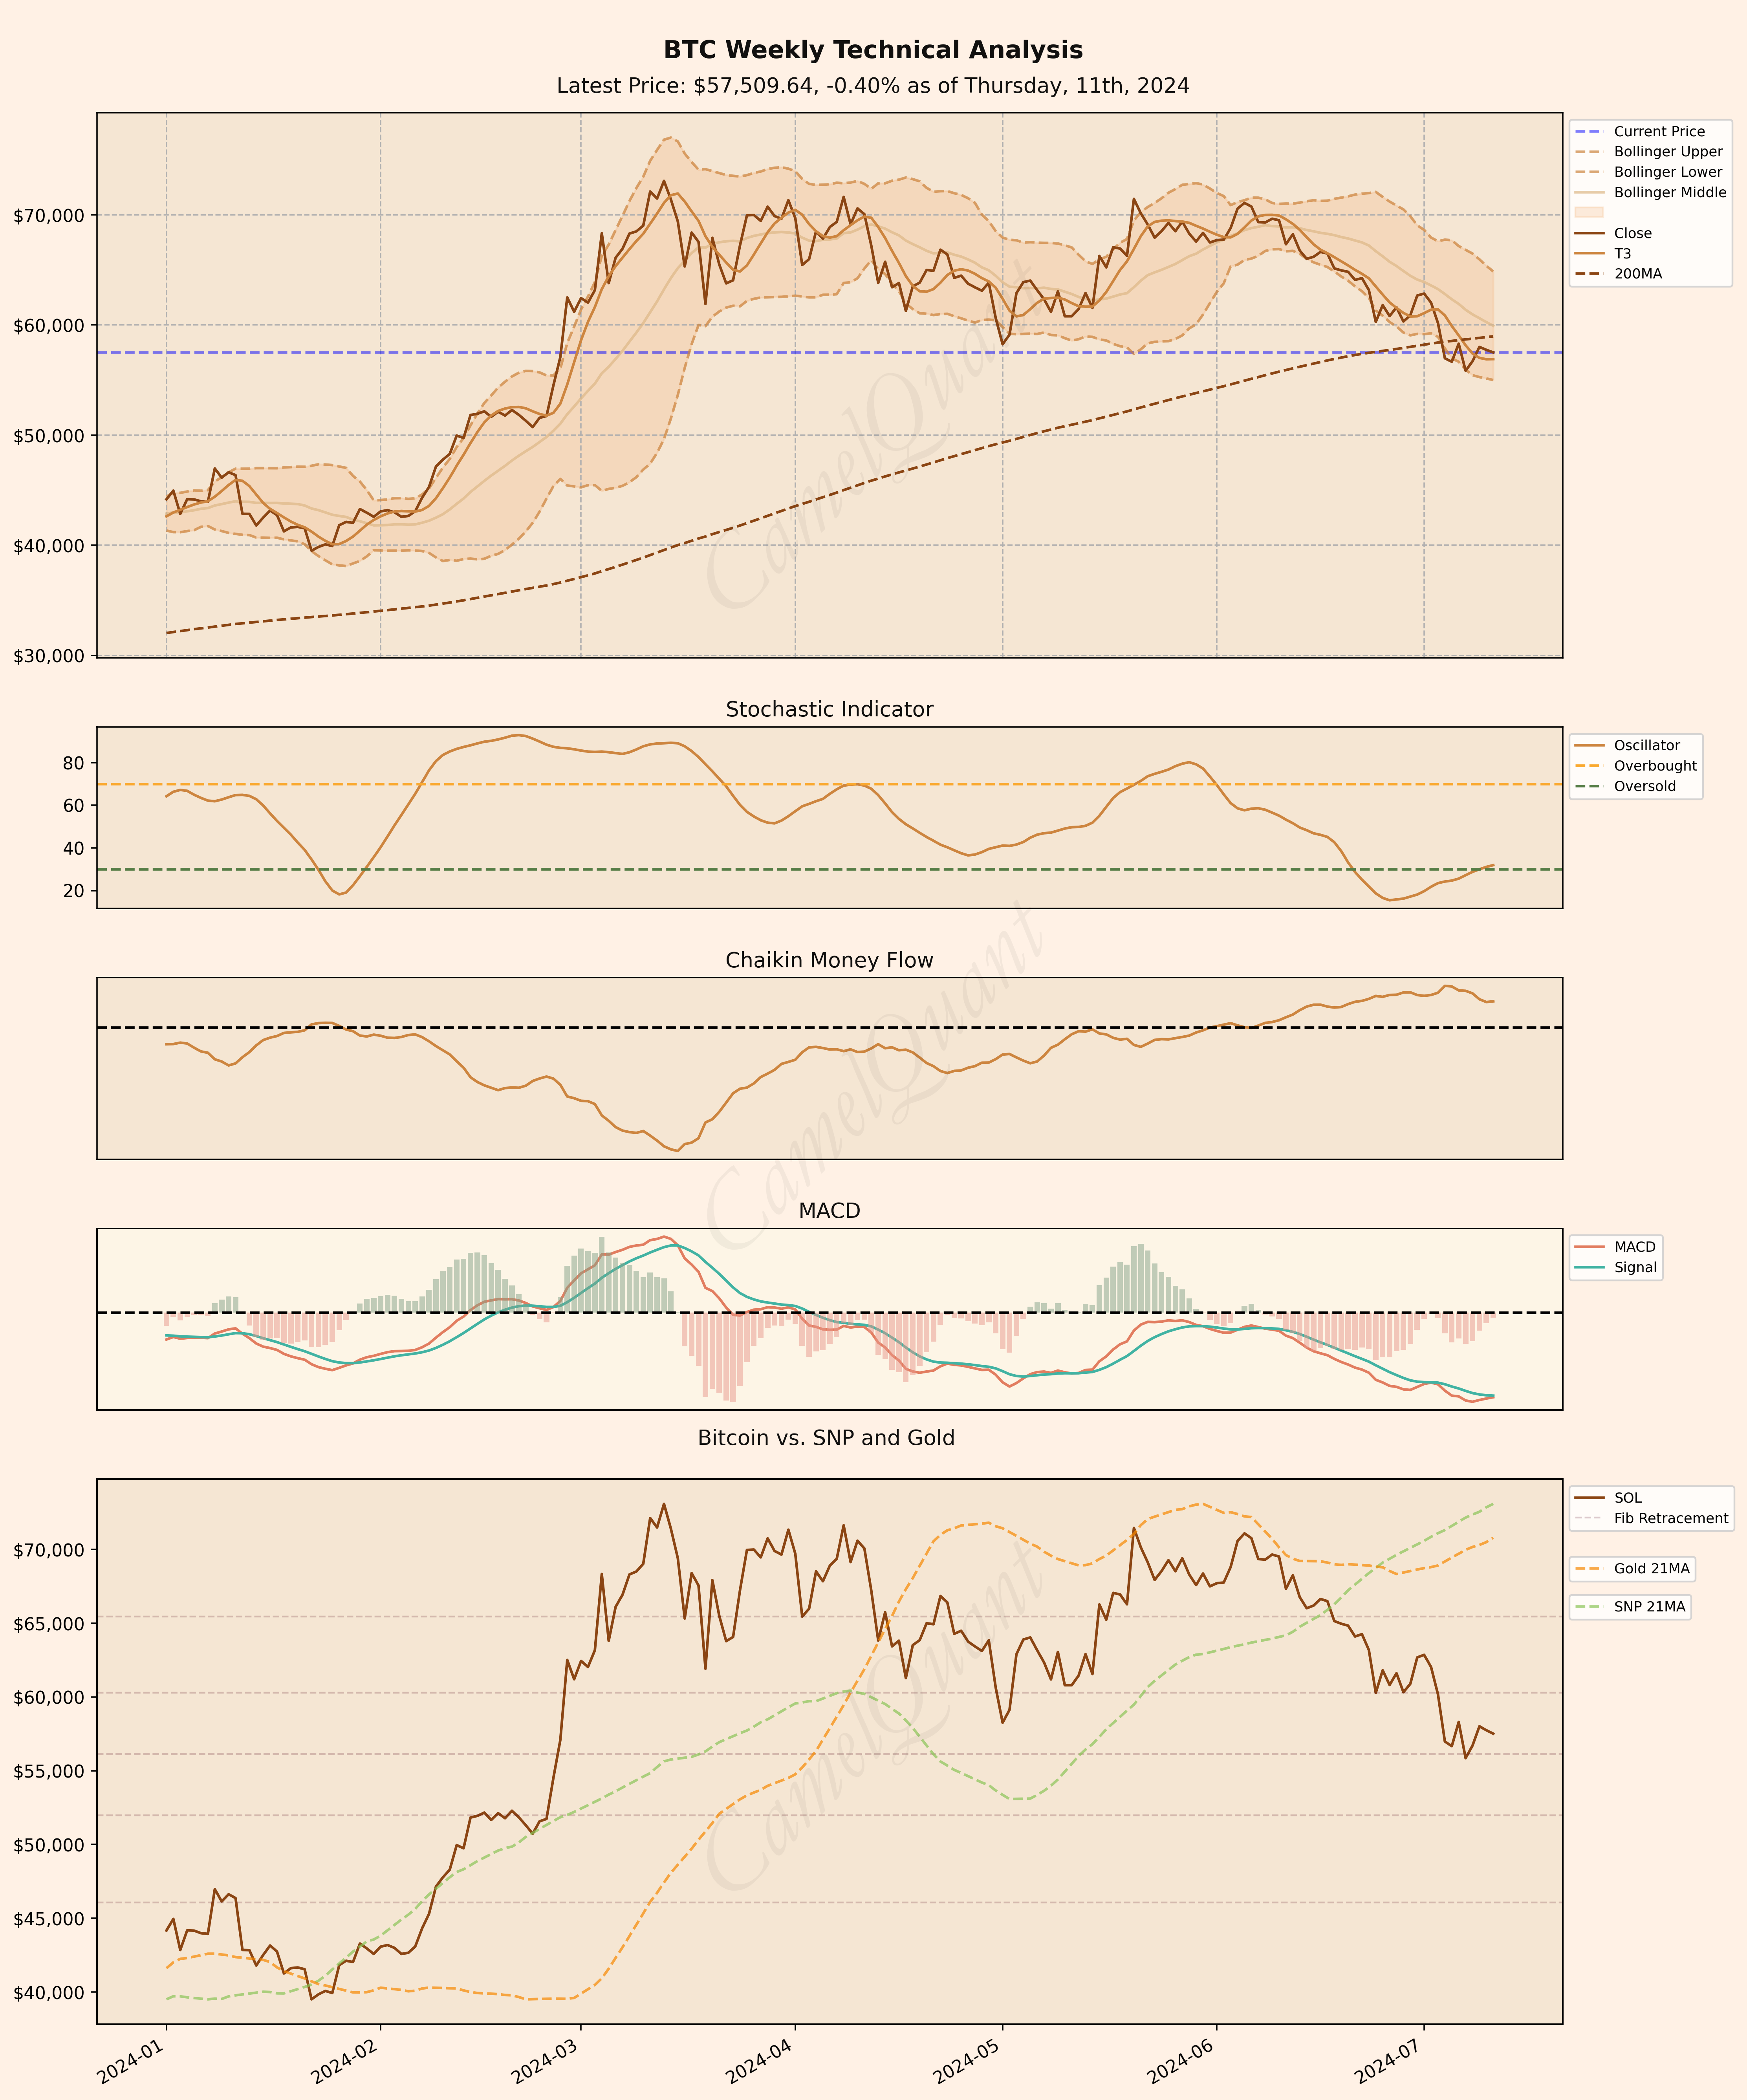 BTC Weekly Technical Analysis
Latest Price: $57,509.64, -0.40% as of Thursday, 11th, 2024
$70,000
$60,000
$50,000
$40,000
$30,000
Current Price
Bollinger Upper
Bollinger Lower
Bollinger Middle
Close
T3
200MA
CamelQuant
Stochastic Indicator
80
60
40
20
Oscillator
Overbought
Oversold
Chaikin Money Flow
CamelQuant
MACD
MACD
Signal
Bitcoin vs. SNP and Gold
$70,000
$65,000
$60,000
$55,000
$50,000
$45,000
$40,000
SOL
Fib Retracement
Gold 21MA
SNP 21MA
CamelQuant
2024-01
2024-02
2024-03
2024-04
2024-05
2024-06
2024-07